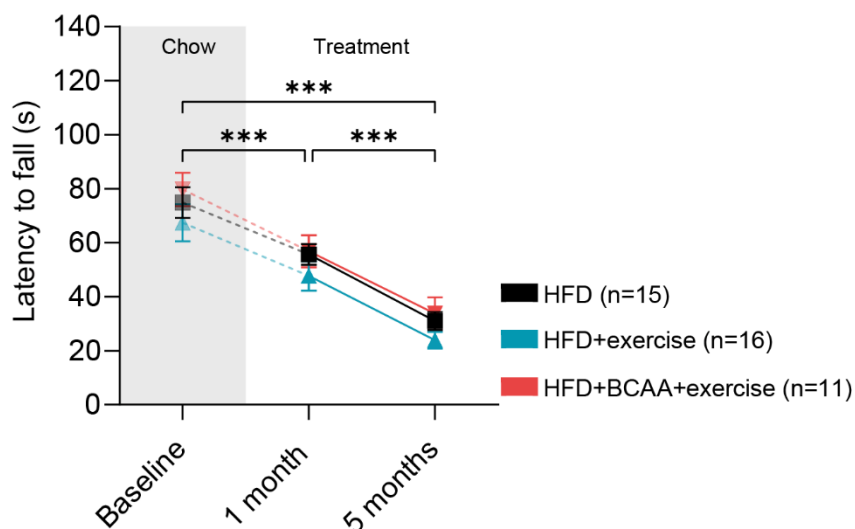 140
120
100
80
60
40
20
0
Latency to fall (s)
Chow
Treatment
***
***
***
Baseline
1 month
5 months
HFD (n=15)
HFD+exercise (n=16)
HFD+BCAA+exercise (n=11)